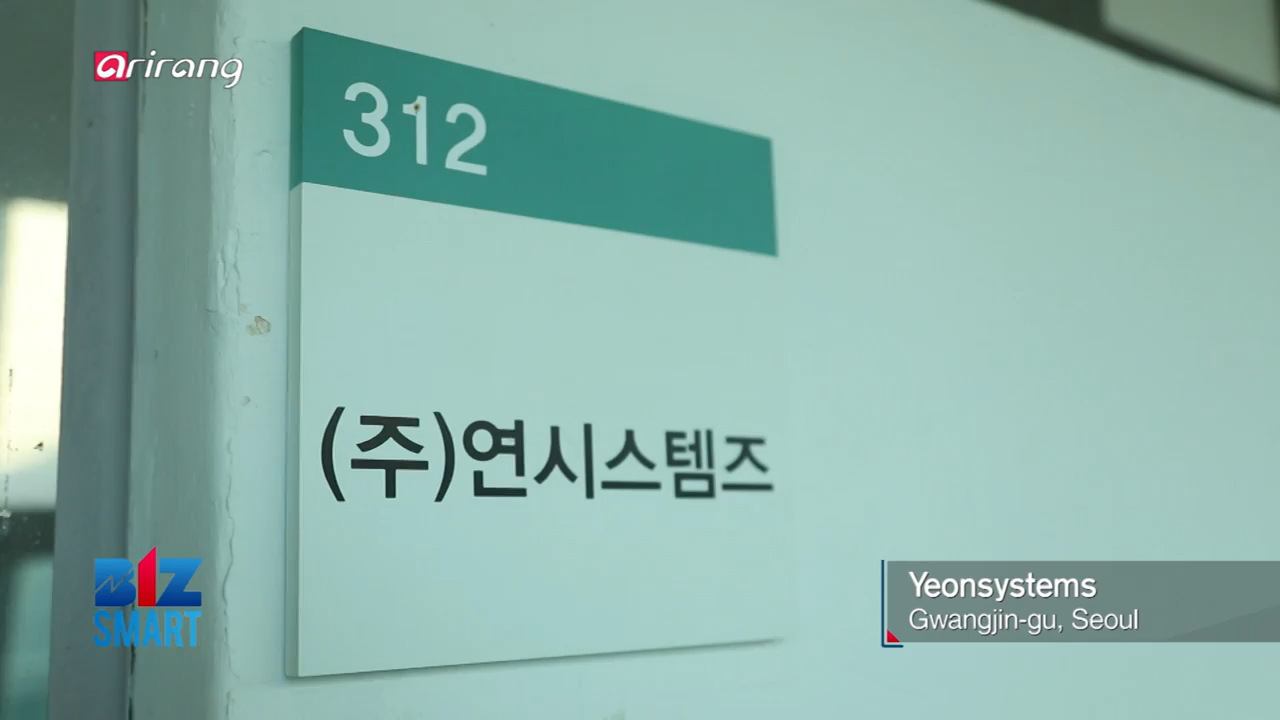 arirang
312
(주)연시스템즈
BIZ
SMART
Yeonsystems
Gwangjin-gu, Seoul